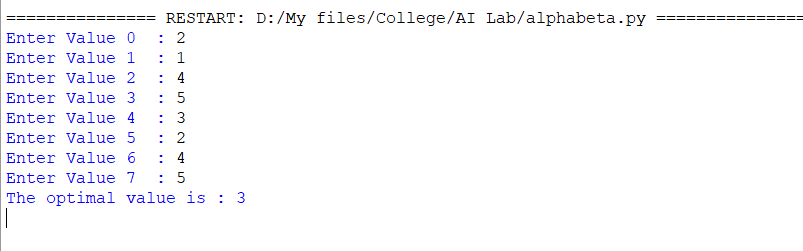 =============== RESTART: D:/My files/College/AI Lab/alphabeta.py ===============
Enter Value 0  : 2
Enter Value 1  : 1
Enter Value 2  : 4
Enter Value 3  : 5
Enter Value 4  : 3
Enter Value 5  : 2
Enter Value 6  : 4
Enter Value 7  : 5
The optimal value is : 3